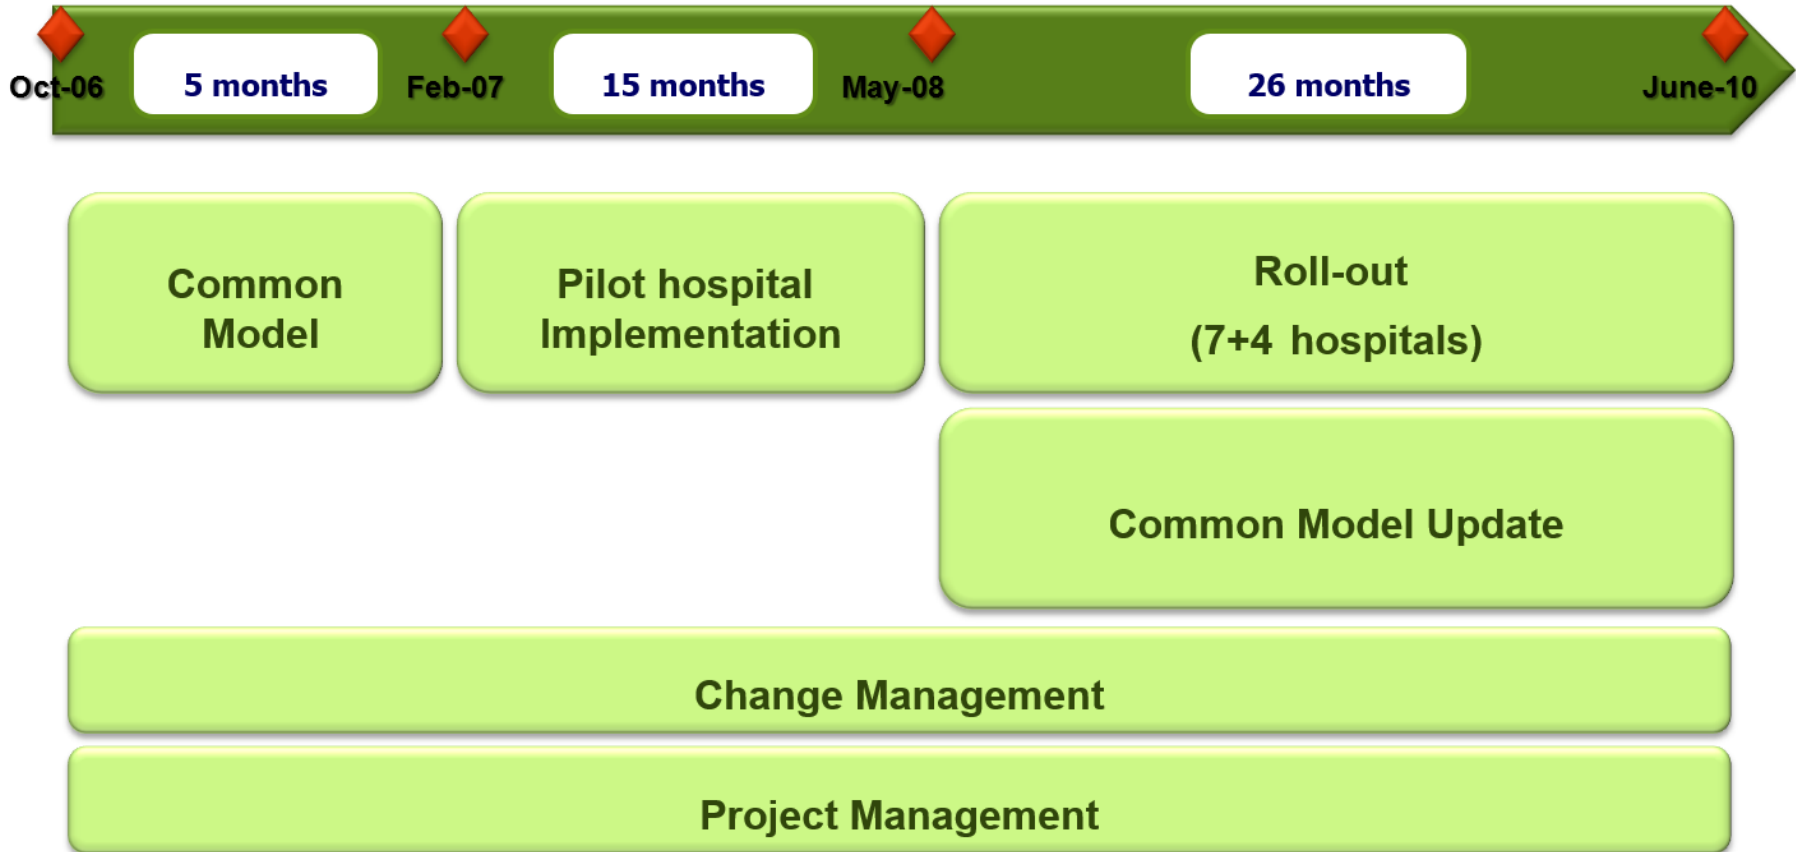 Oct-06
5 months
Feb-07
15 months
May-08
26 months
June-10
Common
Model
Pilot hospital
Implementation
Roll-out
(7+4 hospitals)
Common Model Update
Change Management
Project Management